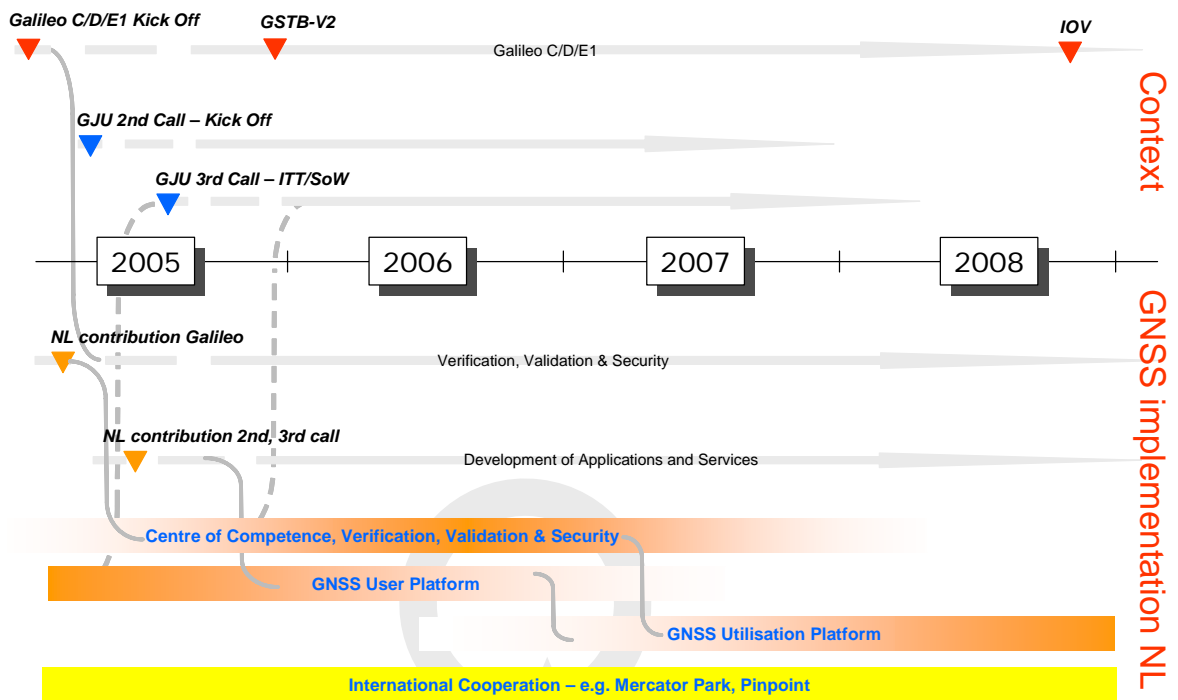 Galileo C/D/E1 Kick Off
GSTB-V2
IOV
Galileo C/D/E1
GJU 2nd Call – Kick Off
GJU 3rd Call – ITT/SoW
Context
2005
2006
2007
2008
NL contribution Galileo
Verification, Validation & Security
NL contribution 2nd, 3rd call
Development of Applications and Services
Centre of Competence, Verification, Validation & Security
GNSS User Platform
GNSS Utilisation Platform
International Cooperation – e.g. Mercator Park, Pinpoint
GNSS implementation NL